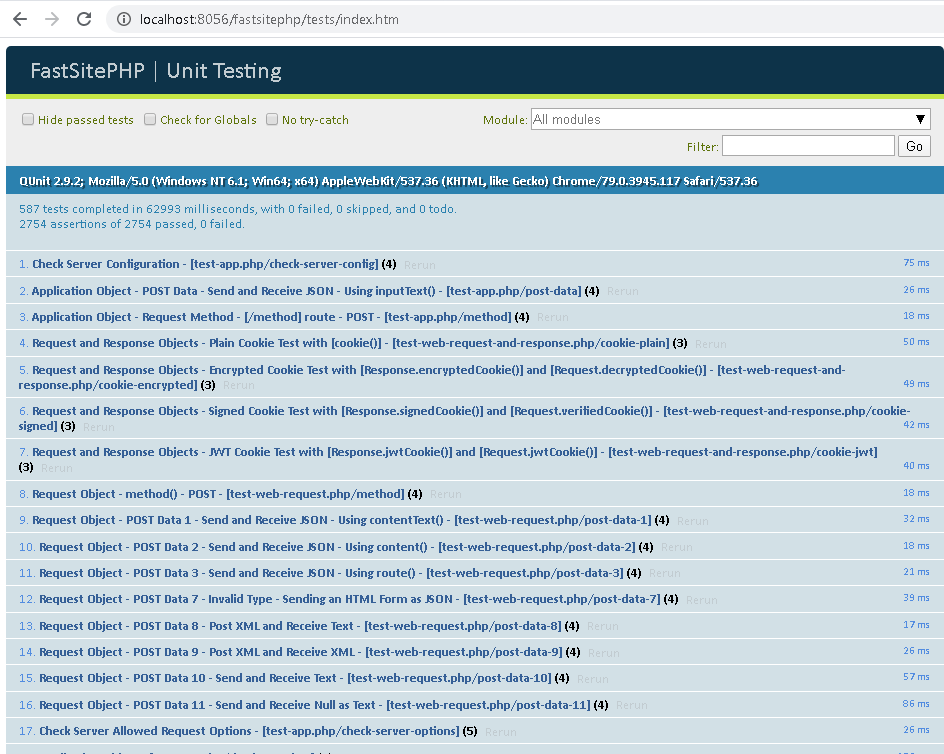 localhost:8056/fastsitephp/tests/index.htm
FastSitePHP | Unit Testing
Hide passed tests Check for Globals No try-catch Module: All modules
Filter: Go
QUnit 2.9.2; Mozilla/5.0 (Windows NT 6.1; Win64; x64) AppleWebKit/537.36 (KHTML, like Gecko) Chrome/79.0.3945.117 Safari/537.36
587 tests completed in 62993 milliseconds, with 0 failed, 0 skipped, and 0 todo.
2754 assertions of 2754 passed, 0 failed.
1. Check Server Configuration - [test-app.php/check-server-config] (4) Rerun 75 ms
2. Application Object - POST Data - Send and Receive JSON - Using inputText() - [test-app.php/post-data] (4) Rerun 26 ms
3. Application Object - Request Method - [/method] route - POST - [test-app.php/method] (4) Rerun 18 ms
4. Request and Response Objects - Plain Cookie Test with [cookie()] - [test-web-request-and-response.php/cookie-plain] (3) Rerun 50 ms
5. Request and Response Objects - Encrypted Cookie Test with [Response.encryptedCookie()] and [Request.decryptedCookie()] - [test-web-request-and-
response.php/cookie-encrypted] (3) Rerun 49 ms
6. Request and Response Objects - Signed Cookie Test with [Response.signedCookie()] and [Request.verifiedCookie()] - [test-web-request-and-response.php/cookie-
signed] (3) Rerun 42 ms
7. Request and Response Objects - JWT Cookie Test with [Response.jwtCookie()] and [Request.jwtCookie()] - [test-web-request-and-response.php/cookie-jwt]
(3) Rerun 40 ms
8. Request Object - method() - POST - [test-web-request.php/method] (4) Rerun 18 ms
9. Request Object - POST Data 1 - Send and Receive JSON - Using contentText() - [test-web-request.php/post-data-1] (4) Rerun 32 ms
10. Request Object - POST Data 2 - Send and Receive JSON - Using content() - [test-web-request.php/post-data-2] (4) Rerun 18 ms
11. Request Object - POST Data 3 - Send and Receive JSON - Using route() - [test-web-request.php/post-data-3] (4) Rerun 21 ms
12. Request Object - POST Data 7 - Invalid Type - Sending an HTML Form as JSON - [test-web-request.php/post-data-7] (4) Rerun 39 ms
13. Request Object - POST Data 8 - Post XML and Receive Text - [test-web-request.php/post-data-8] (4) Rerun 17 ms
14. Request Object - POST Data 9 - Post XML and Receive XML - [test-web-request.php/post-data-9] (4) Rerun 26 ms
15. Request Object - POST Data 10 - Send and Receive Text - [test-web-request.php/post-data-10] (4) Rerun 57 ms
16. Request Object - POST Data 11 - Send and Receive Null as Text - [test-web-request.php/post-data-11] (4) Rerun 86 ms
17. Check Server Allowed Request Options - [test-app.php/check-server-options] (5) Rerun 26 ms